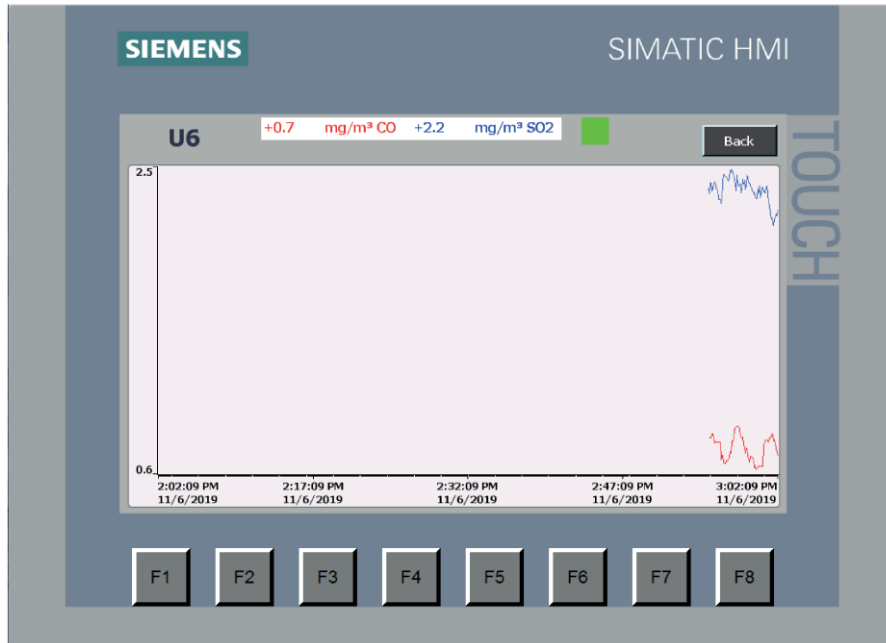 SIEMENS
SIMATIC HMI
TOUCH
U6
+0.7 mg/m³ CO +2.2 mg/m³ SO2
Back
2.5
0.6
2:02:09 PM 2:17:09 PM 2:32:09 PM 2:47:09 PM 3:02:09 PM
11/6/2019 11/6/2019 11/6/2019 11/6/2019 11/6/2019
F1 F2 F3 F4 F5 F6 F7 F8